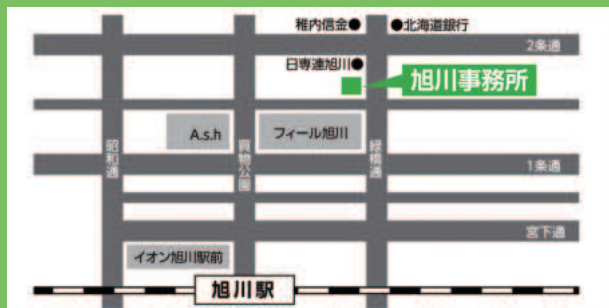 稚内信金●
●北海道銀行
2条通
日専連旭川●
旭川事務所
A.s.h
フィール旭川
昭和通
買物公園
緑橋通
1条通
宮下通
イオン旭川駅前
旭川駅